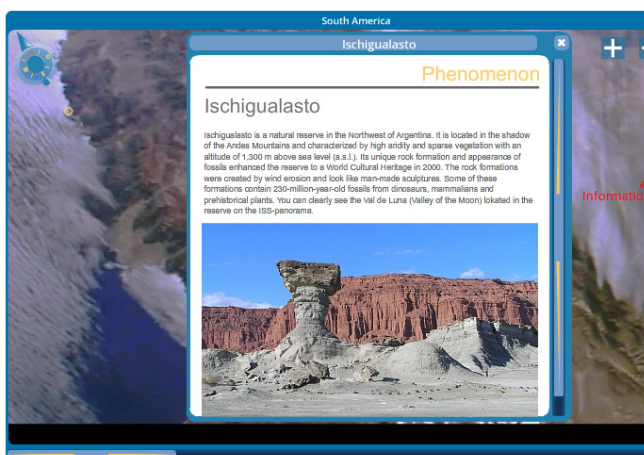 South America
Ischigualasto
Phenomenon
Ischigualasto
Ischigualasto is a natural reserve in the Northwest of Argentina. It is located in the shadow
of the Andes Mountains and characterized by high aridity and sparse vegetation with an
altitude of 1,300 m above sea level (a.s.l.). Its unique rock formation and appearance of
fossils enhanced the reserve to a World Cultural Heritage in 2000. The rock formations
were created by wind erosion and look like man-made sculptures. Some of these
formations contain 230-million-year-old fossils from dinosaurs, mammalians and
prehistorical plants. You can clearly see the Val de Luna (Valley of the Moon) lokated in the
reserve on the ISS-panorama.
Informatio